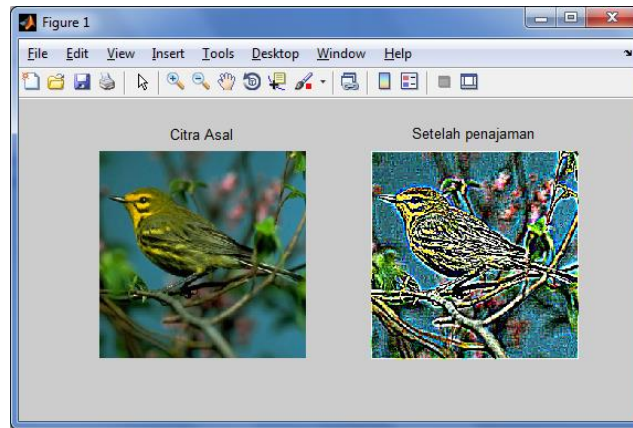 Figure 1
File Edit View Insert Tools Desktop Window Help
Citra Asal
Setelah penajaman